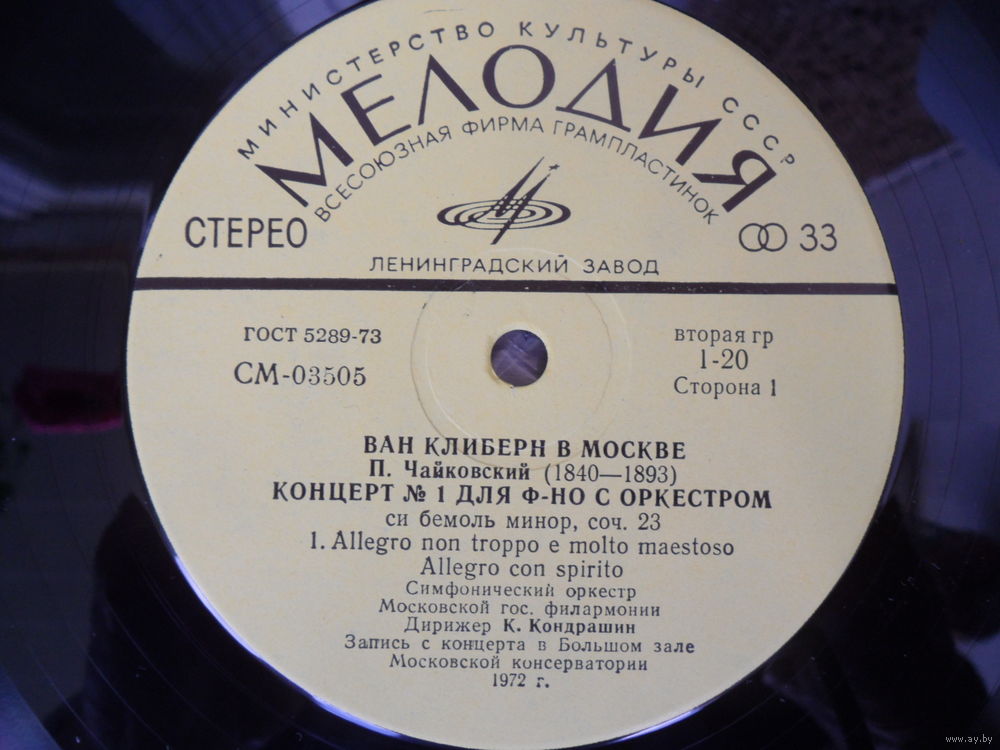 МИНИСТЕРСТВО КУЛЬТУРЫ СССР
МЕЛОДИЯ
ВСЕСОЮЗНАЯ ФИРМА ГРАМПЛАСТИНОК
СТЕРЕО
33
ЛЕНИНГРАДСКИЙ ЗАВОД
ГОСТ 5289-73
СМ-03505
вторая гр
1-20
Сторона 1
ВАН КЛИБЕРН В МОСКВЕ
П. Чайковский (1840—1893)
КОНЦЕРТ № 1 ДЛЯ Ф-НО С ОРКЕСТРОМ
си бемоль минор, соч. 23
1. Allegro non troppo e molto maestoso
Allegro con spirito
Симфонический оркестр
Московской гос. филармонии
Дирижер К. Кондрашин
Запись с концерта в Большом зале
Московской консерватории
1972 г.
www.ay.by